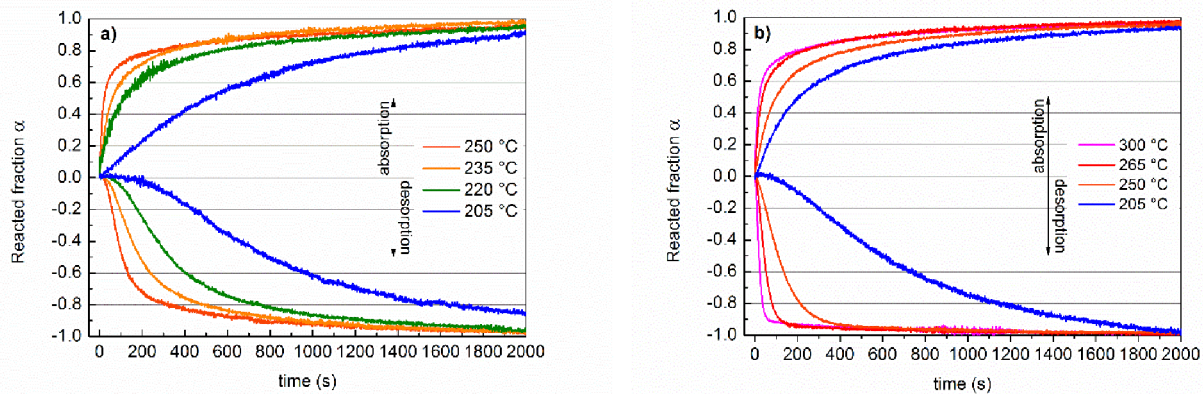 a)
Reacted fraction α
1.0
0.8
0.6
0.4
0.2
0.0
-0.2
-0.4
-0.6
-0.8
-1.0
absorption
desorption
250 °C
235 °C
220 °C
205 °C
0 200 400 600 800 1000 1200 1400 1600 1800 2000
time (s)
b)
Reacted fraction α
1.0
0.8
0.6
0.4
0.2
0.0
-0.2
-0.4
-0.6
-0.8
-1.0
absorption
desorption
300 °C
265 °C
250 °C
205 °C
0 200 400 600 800 1000 1200 1400 1600 1800 2000
time (s)